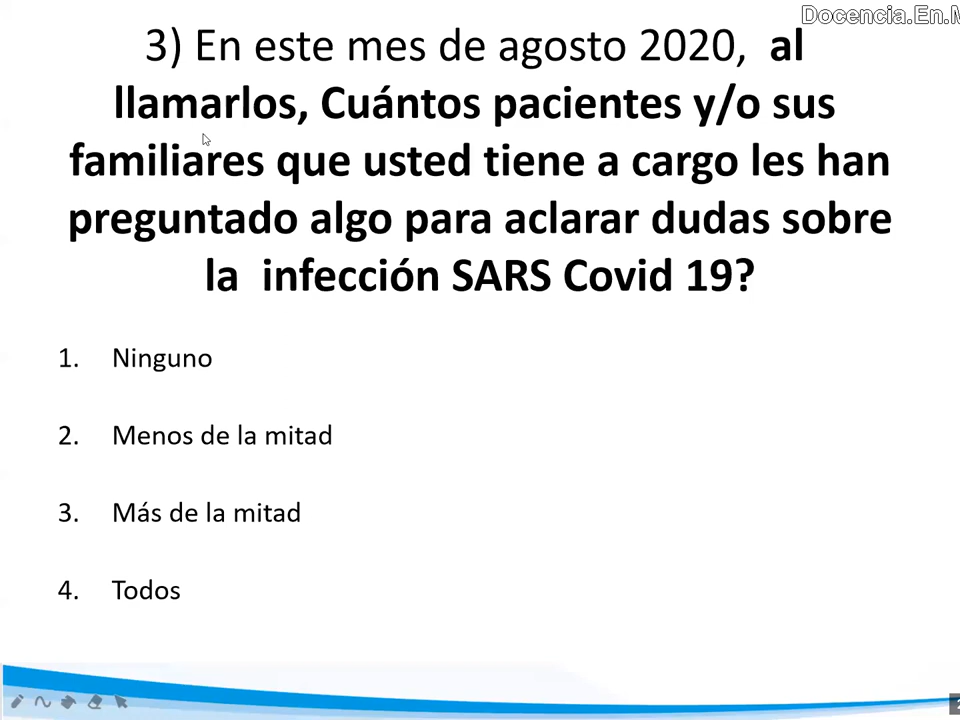 Docencia.En.M
3) En este mes de agosto 2020, al
llamarlos, Cuántos pacientes y/o sus
familiares que usted tiene a cargo les han
preguntado algo para aclarar dudas sobre
la infección SARS Covid 19?
1. Ninguno
2. Menos de la mitad
3. Más de la mitad
4. Todos